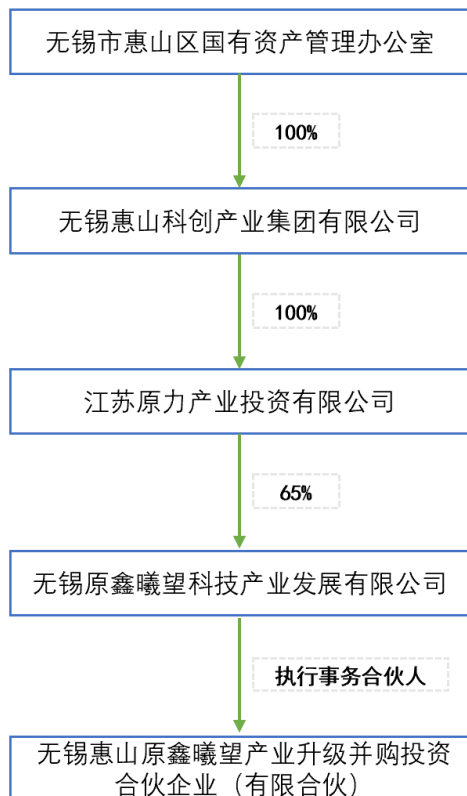 无锡市惠山区国有资产管理办公室
100%
无锡惠山科创产业集团有限公司
100%
江苏原力产业投资有限公司
65%
无锡原鑫曦望科技产业发展有限公司
执行事务合伙人
无锡惠山原鑫曦望产业升级并购投资
合伙企业（有限合伙）